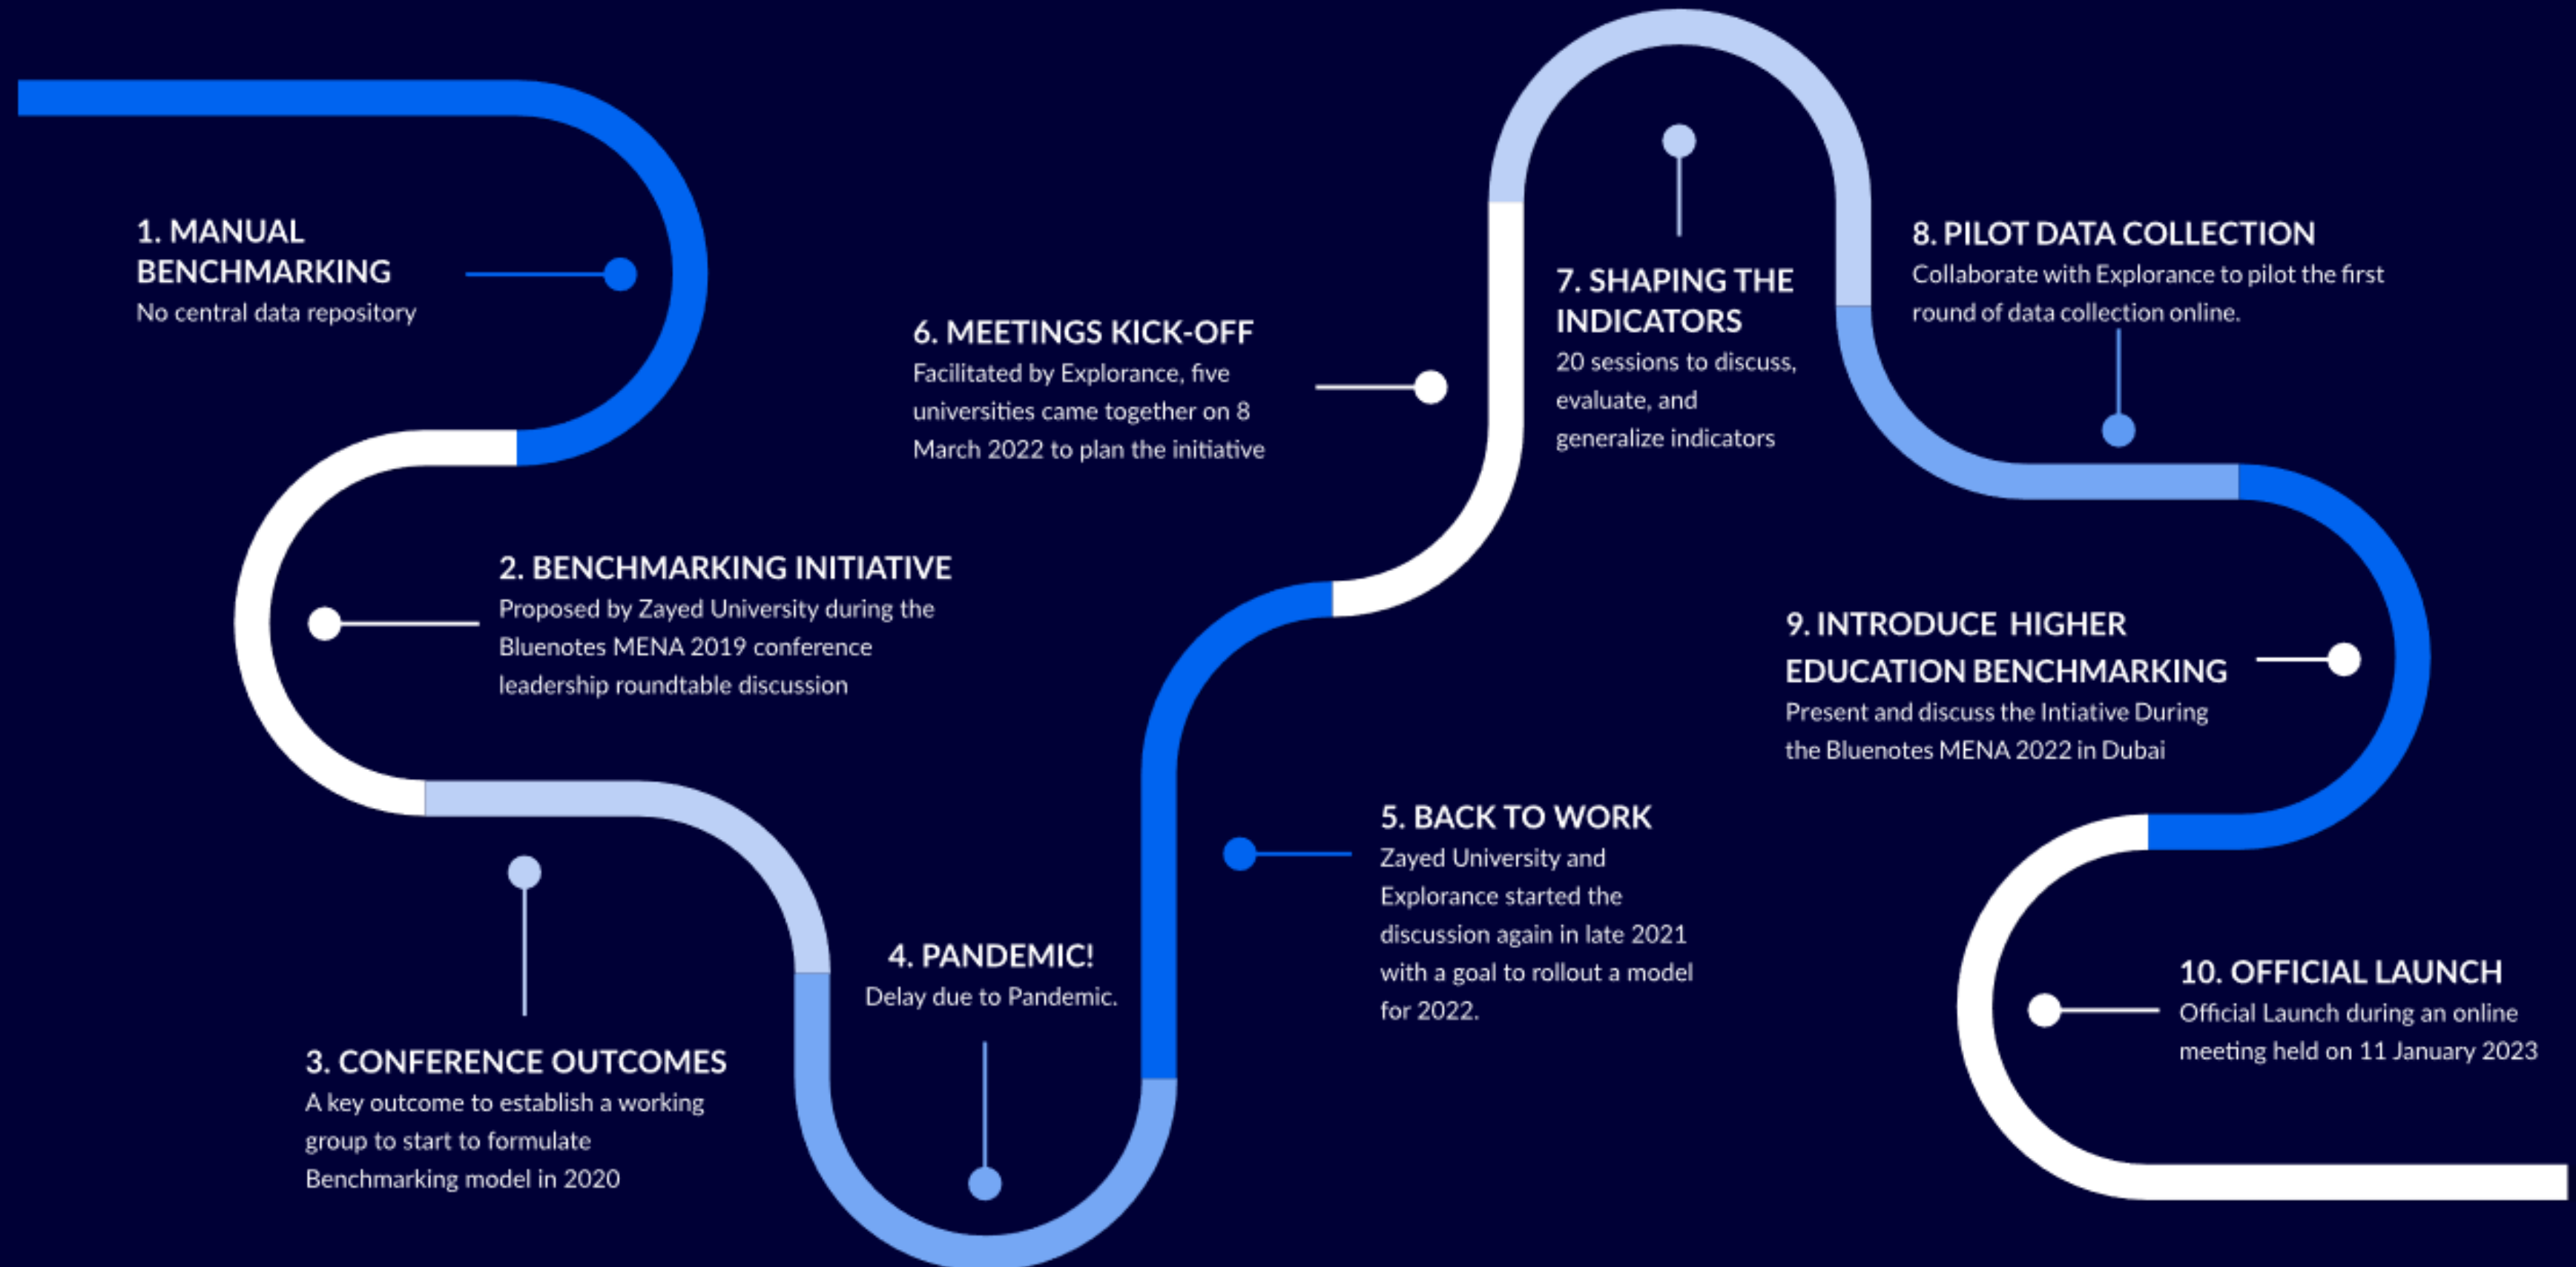 1. MANUAL
BENCHMARKING
No central data repository
2. BENCHMARKING INITIATIVE
Proposed by Zayed University during the
Bluenotes MENA 2019 conference
leadership roundtable discussion
3. CONFERENCE OUTCOMES
A key outcome to establish a working
group to start to formulate
Benchmarking model in 2020
4. PANDEMIC!
Delay due to Pandemic.
5. BACK TO WORK
Zayed University and
Explorance started the
discussion again in late 2021
with a goal to rollout a model
for 2022.
6. MEETINGS KICK-OFF
Facilitated by Explorance, five
universities came together on 8
March 2022 to plan the initiative
7. SHAPING THE
INDICATORS
20 sessions to discuss,
evaluate, and
generalize indicators
8. PILOT DATA COLLECTION
Collaborate with Explorance to pilot the first
round of data collection online.
9. INTRODUCE HIGHER
EDUCATION BENCHMARKING
Present and discuss the Intiative During
the Bluenotes MENA 2022 in Dubai
10. OFFICIAL LAUNCH
Official Launch during an online
meeting held on 11 January 2023